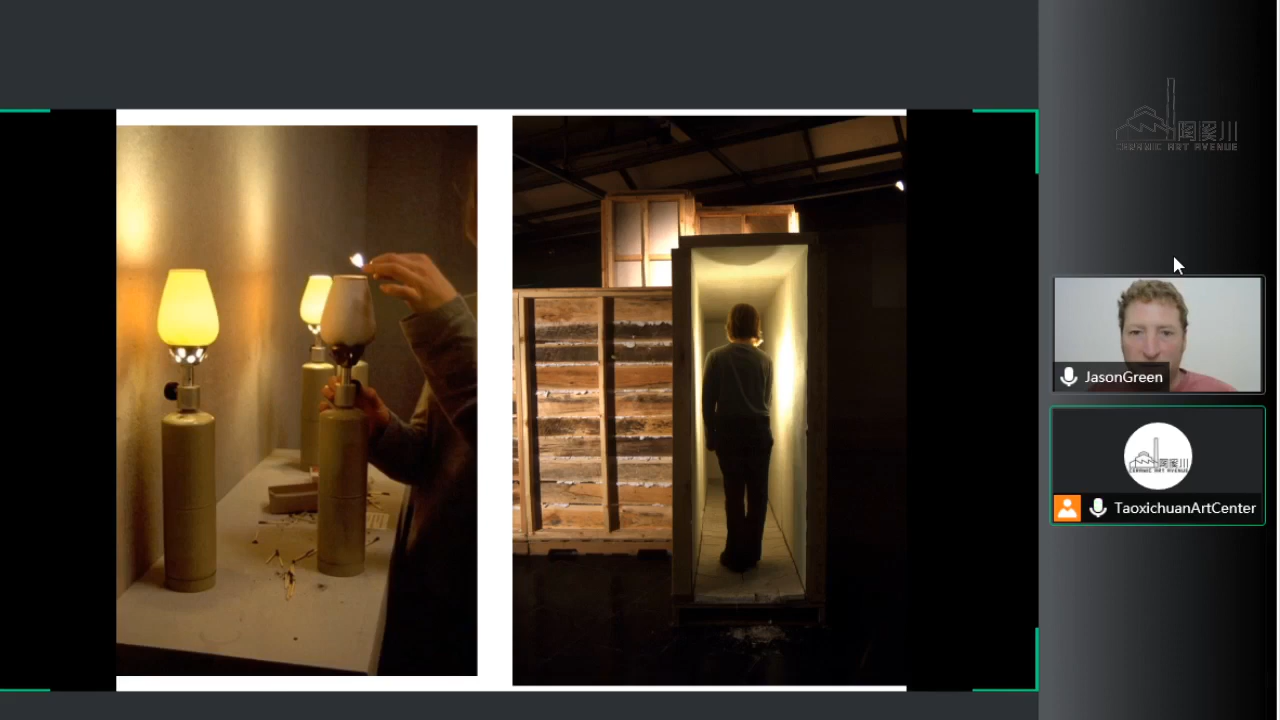 陶溪川
CERAMIC ART AVENUE
JasonGreen
陶溪川
CERAMIC ART AVENUE
TaoxichuanArtCenter